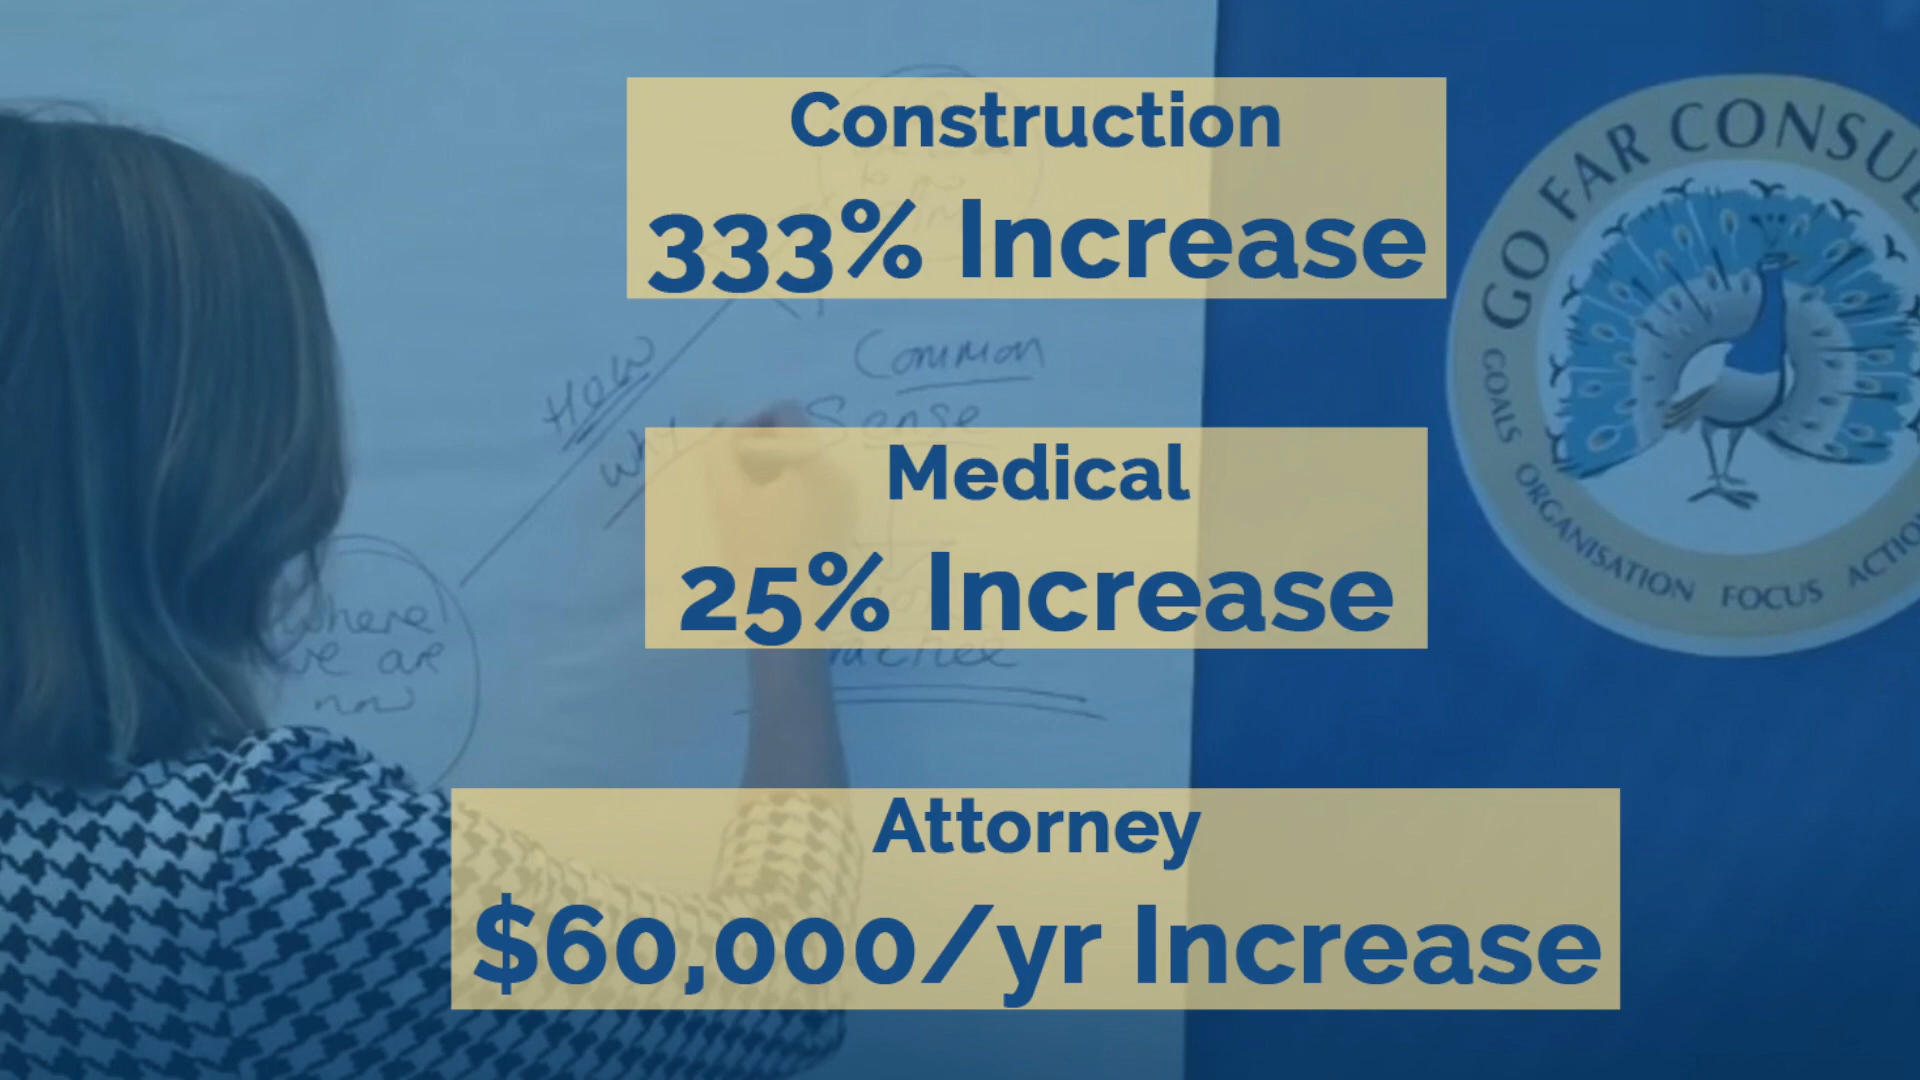 Construction
333% Increase
Medical
25% Increase
Attorney
$60,000/yr Increase
How
Why
Common
Sense
where
we are
now
GO FAR CONSU
GOALS ORGANISATION FOCUS ACTIO